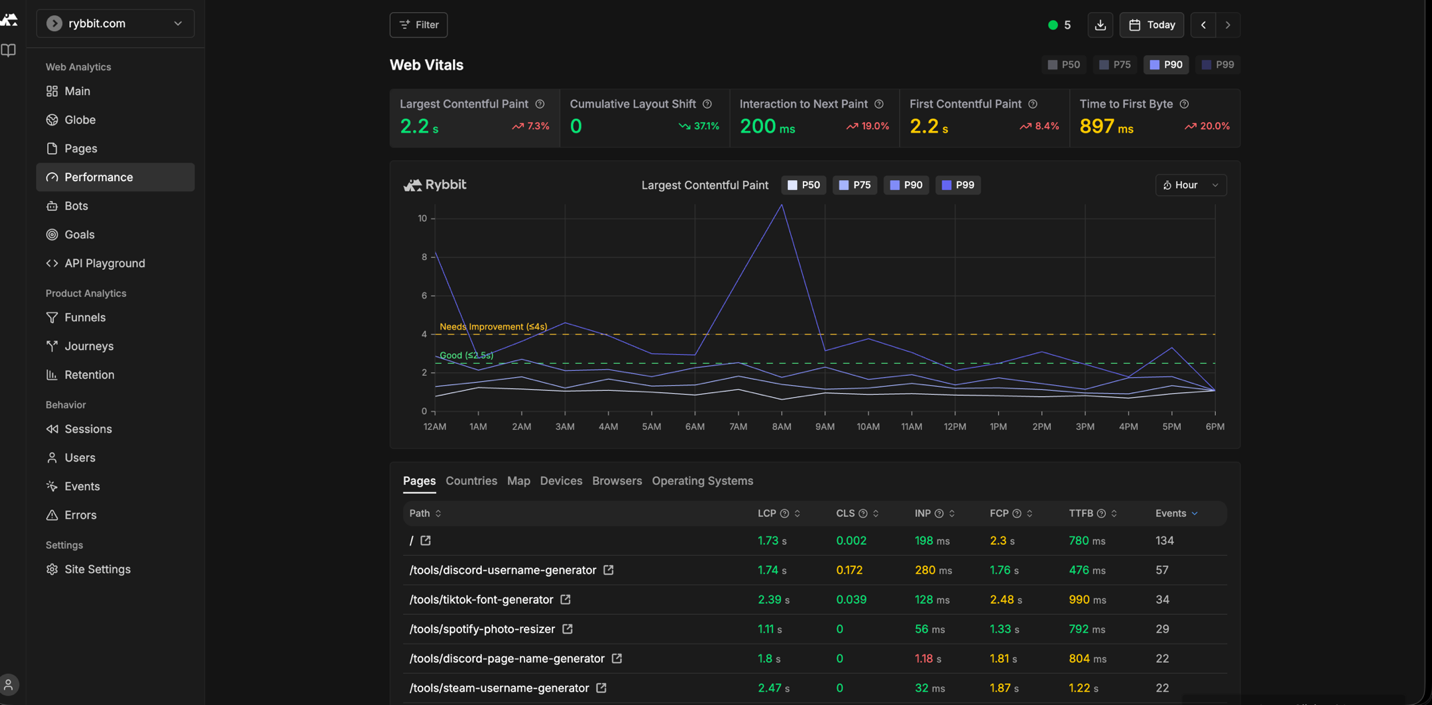 rybbit.com
Web Analytics
Main
Globe
Pages
Performance
Bots
Goals
API Playground
Product Analytics
Funnels
Journeys
Retention
Behavior
Sessions
Users
Events
Errors
Settings
Site Settings
Filter
5
Today
Web Vitals
P50 P75 P90 P99
Largest Contentful Paint
2.2 s 7.3%
Cumulative Layout Shift
0 37.1%
Interaction to Next Paint
200 ms 19.0%
First Contentful Paint
2.2 s 8.4%
Time to First Byte
897 ms 20.0%
Rybbit
Largest Contentful Paint P50 P75 P90 P99
Hour
10
8
6
Needs Improvement (≤4s)
4
Good (≤2.5s)
2
0
12AM 1AM 2AM 3AM 4AM 5AM 6AM 7AM 8AM 9AM 10AM 11AM 12PM 1PM 2PM 3PM 4PM 5PM 6PM
Pages Countries Map Devices Browsers Operating Systems
Path LCP CLS INP FCP TTFB Events
/ 1.73 s 0.002 198 ms 2.3 s 780 ms 134
/tools/discord-username-generator 1.74 s 0.172 280 ms 1.76 s 476 ms 57
/tools/tiktok-font-generator 2.39 s 0.039 128 ms 2.48 s 990 ms 34
/tools/spotify-photo-resizer 1.11 s 0 56 ms 1.33 s 792 ms 29
/tools/discord-page-name-generator 1.8 s 0 1.18 s 1.81 s 804 ms 22
/tools/steam-username-generator 2.47 s 0 32 ms 1.87 s 1.22 s 22